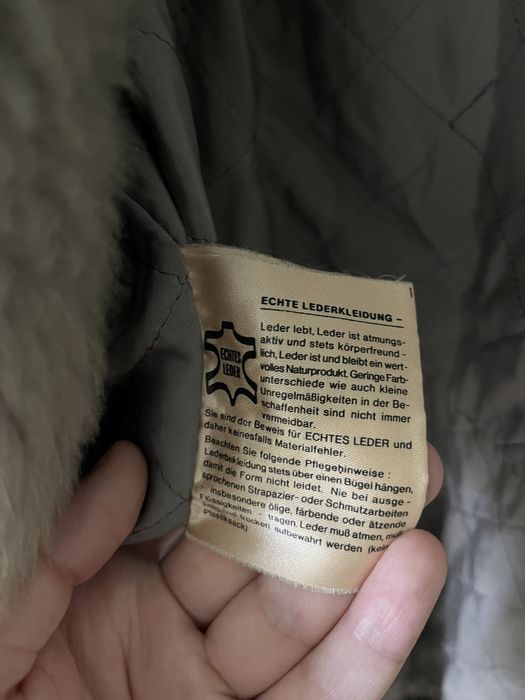 ECHTE LEDERKLEIDUNG –
ECHTES
LEDER
Leder lebt, Leder ist atmungs-
aktiv und stets körperfreund -
lich, Leder ist und bleibt ein wert-
volles Naturprodukt. Geringe Farb-
unterschiede wie auch kleine
Unregelmäßigkeiten in der Be-
schaffenheit sind nicht immer
vermeidbar.
Sie sind der Beweis für ECHTES LEDER und
daher keinesfalls Materialfehler.
Beachten Sie folgende Pflegehinweise :
Lederbekleidung stets über einen Bügel hängen,
damit die Form nicht leidet. Nie bei ausge -
sprochenen Strapazier- oder Schmutzarbeiten
- insbesondere ölige, färbende oder ätzende
Flüssigkeiten - tragen. Leder muß atmen, muß
trocken aufbewahrt werden (kein
Plastiksack)